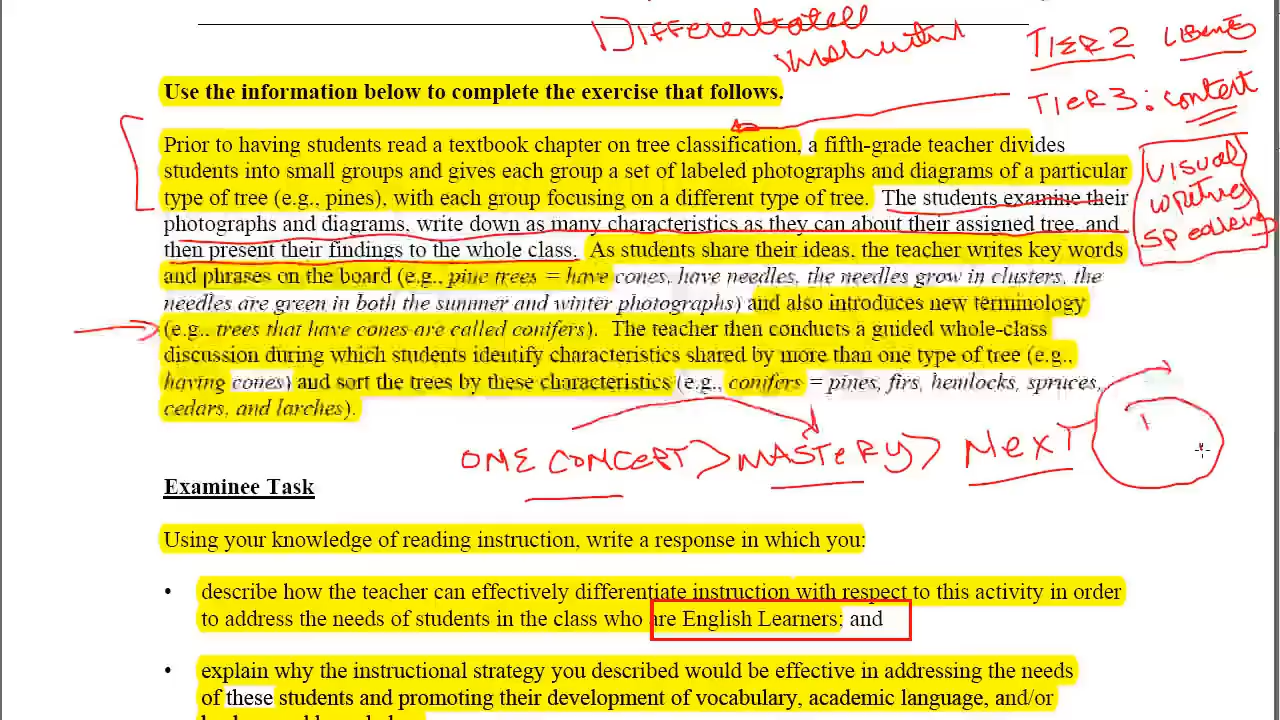 Differentiated
Instruction
TIER 2
TIER 3: context
VISUAL
WRITING
SPEAKING
Use the information below to complete the exercise that follows.
Prior to having students read a textbook chapter on tree classification, a fifth-grade teacher divides
students into small groups and gives each group a set of labeled photographs and diagrams of a particular
type of tree (e.g., pines), with each group focusing on a different type of tree. The students examine their
photographs and diagrams, write down as many characteristics as they can about their assigned tree, and
then present their findings to the whole class. As students share their ideas, the teacher writes key words
and phrases on the board (e.g., pine trees = have cones, have needles, the needles grow in clusters, the
needles are green in both the summer and winter photographs) and also introduces new terminology
(e.g., trees that have cones are called conifers). The teacher then conducts a guided whole-class
discussion during which students identify characteristics shared by more than one type of tree (e.g.,
having cones) and sort the trees by these characteristics (e.g., conifers = pines, firs, hemlocks, spruces,
cedars, and larches).
ONE CONCEPT > MASTERY > NEXT
Examinee Task
Using your knowledge of reading instruction, write a response in which you:
• describe how the teacher can effectively differentiate instruction with respect to this activity in order
to address the needs of students in the class who are English Learners; and
• explain why the instructional strategy you described would be effective in addressing the needs
of these students and promoting their development of vocabulary, academic language, and/or